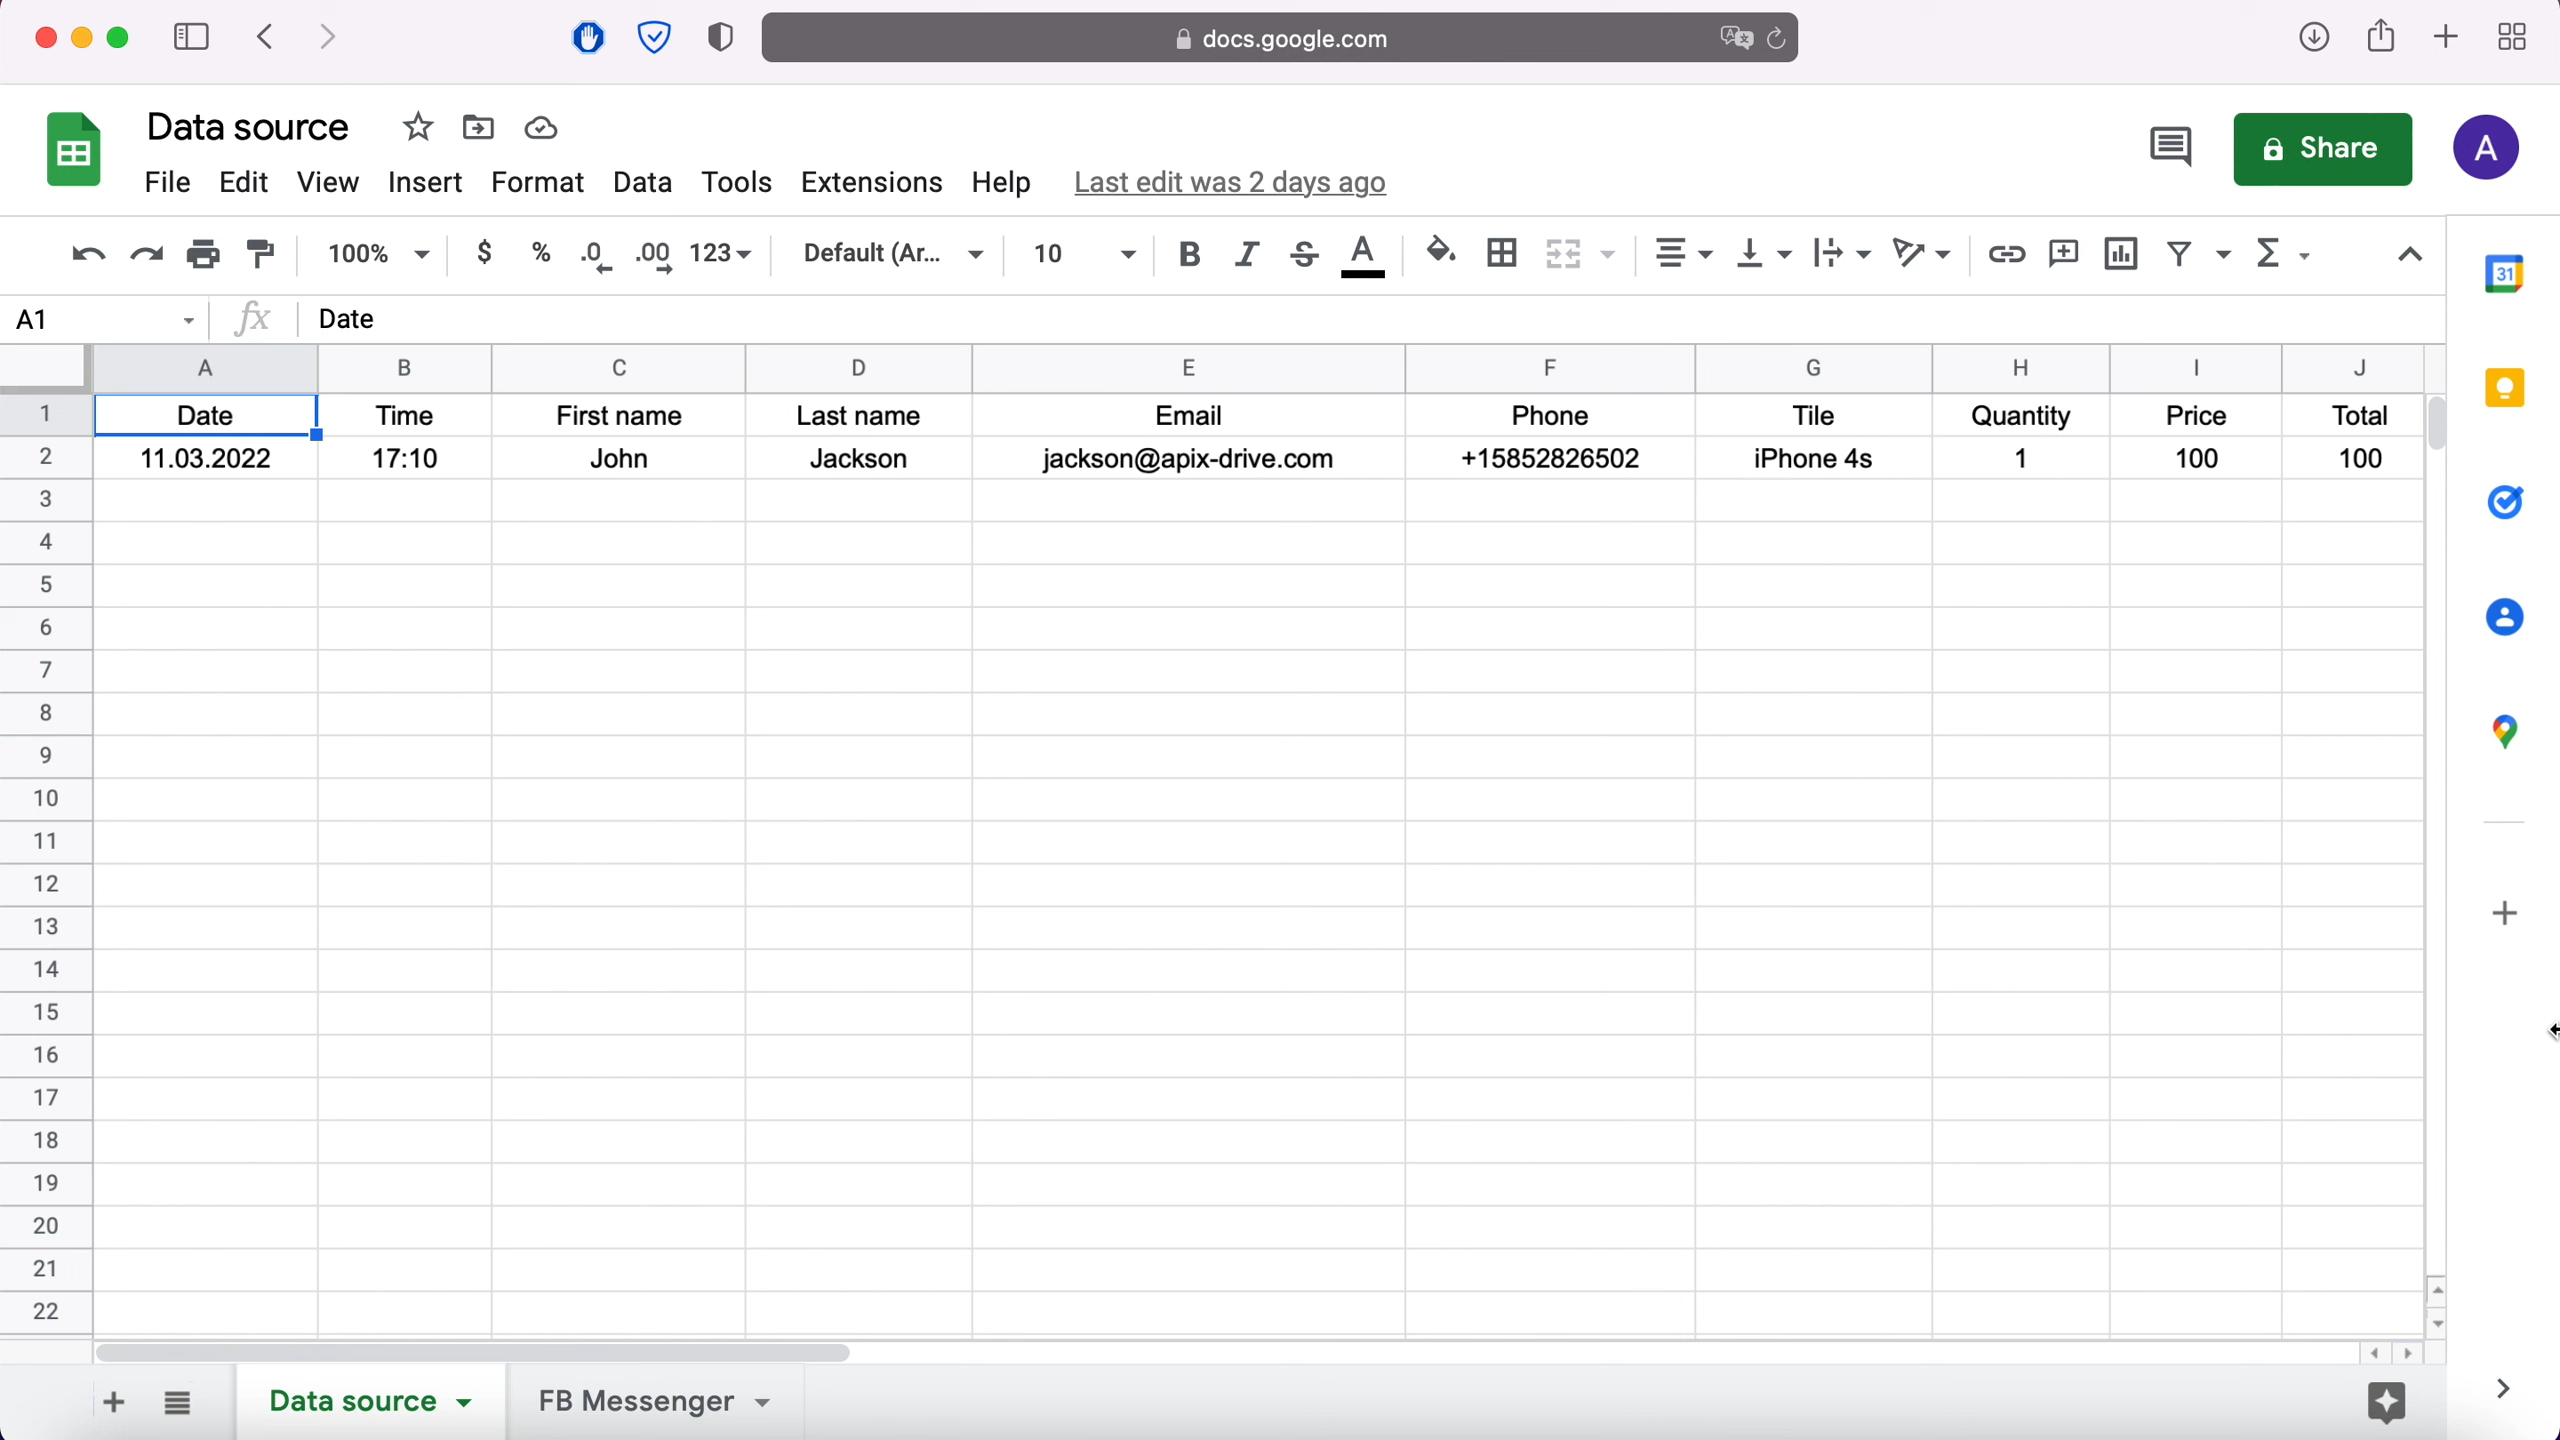 docs.google.com
Data source
File Edit View Insert Format Data Tools Extensions Help Last edit was 2 days ago
Share
A
100% $ % .0 .00 123 Default (Ar... 10 B I S A Σ
31
A1 fx Date
A B C D E F G H I J
1 Date Time First name Last name Email Phone Tile Quantity Price Total
2 11.03.2022 17:10 John Jackson jackson@apix-drive.com +15852826502 iPhone 4s 1 100 100
3
4
5
6
7
8
9
10
11
12
13
14
15
16
17
18
19
20
21
22
Data source FB Messenger